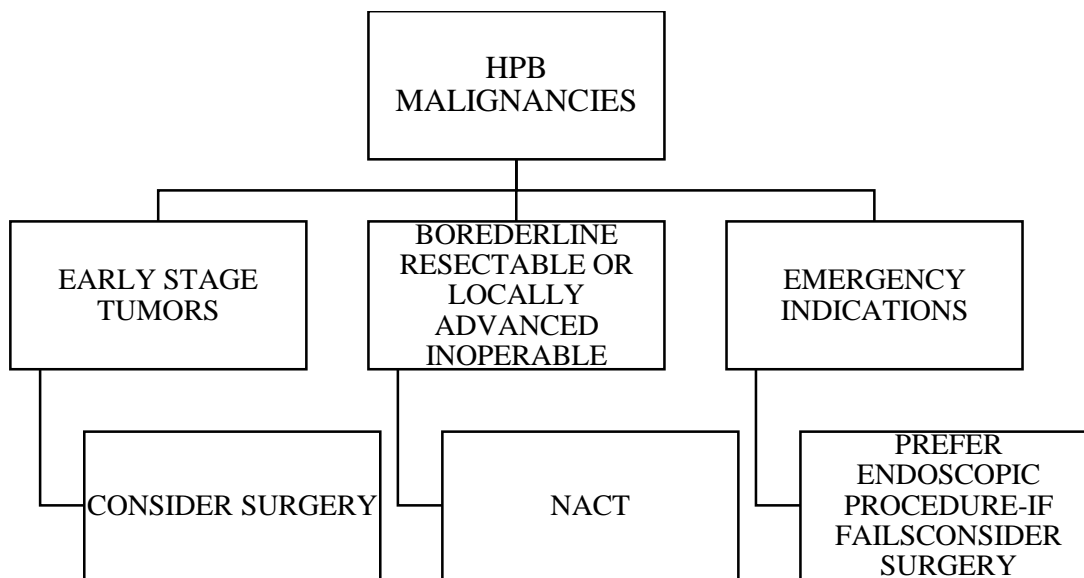 HPB
MALIGNANCIES
EARLY STAGE
TUMORS
BOREDERLINE
RESECTABLE OR
LOCALLY
ADVANCED
INOPERABLE
EMERGENCY
INDICATIONS
CONSIDER SURGERY
NACT
PREFER
ENDOSCOPIC
PROCEDURE-IF
FAILSCONSIDER
SURGERY